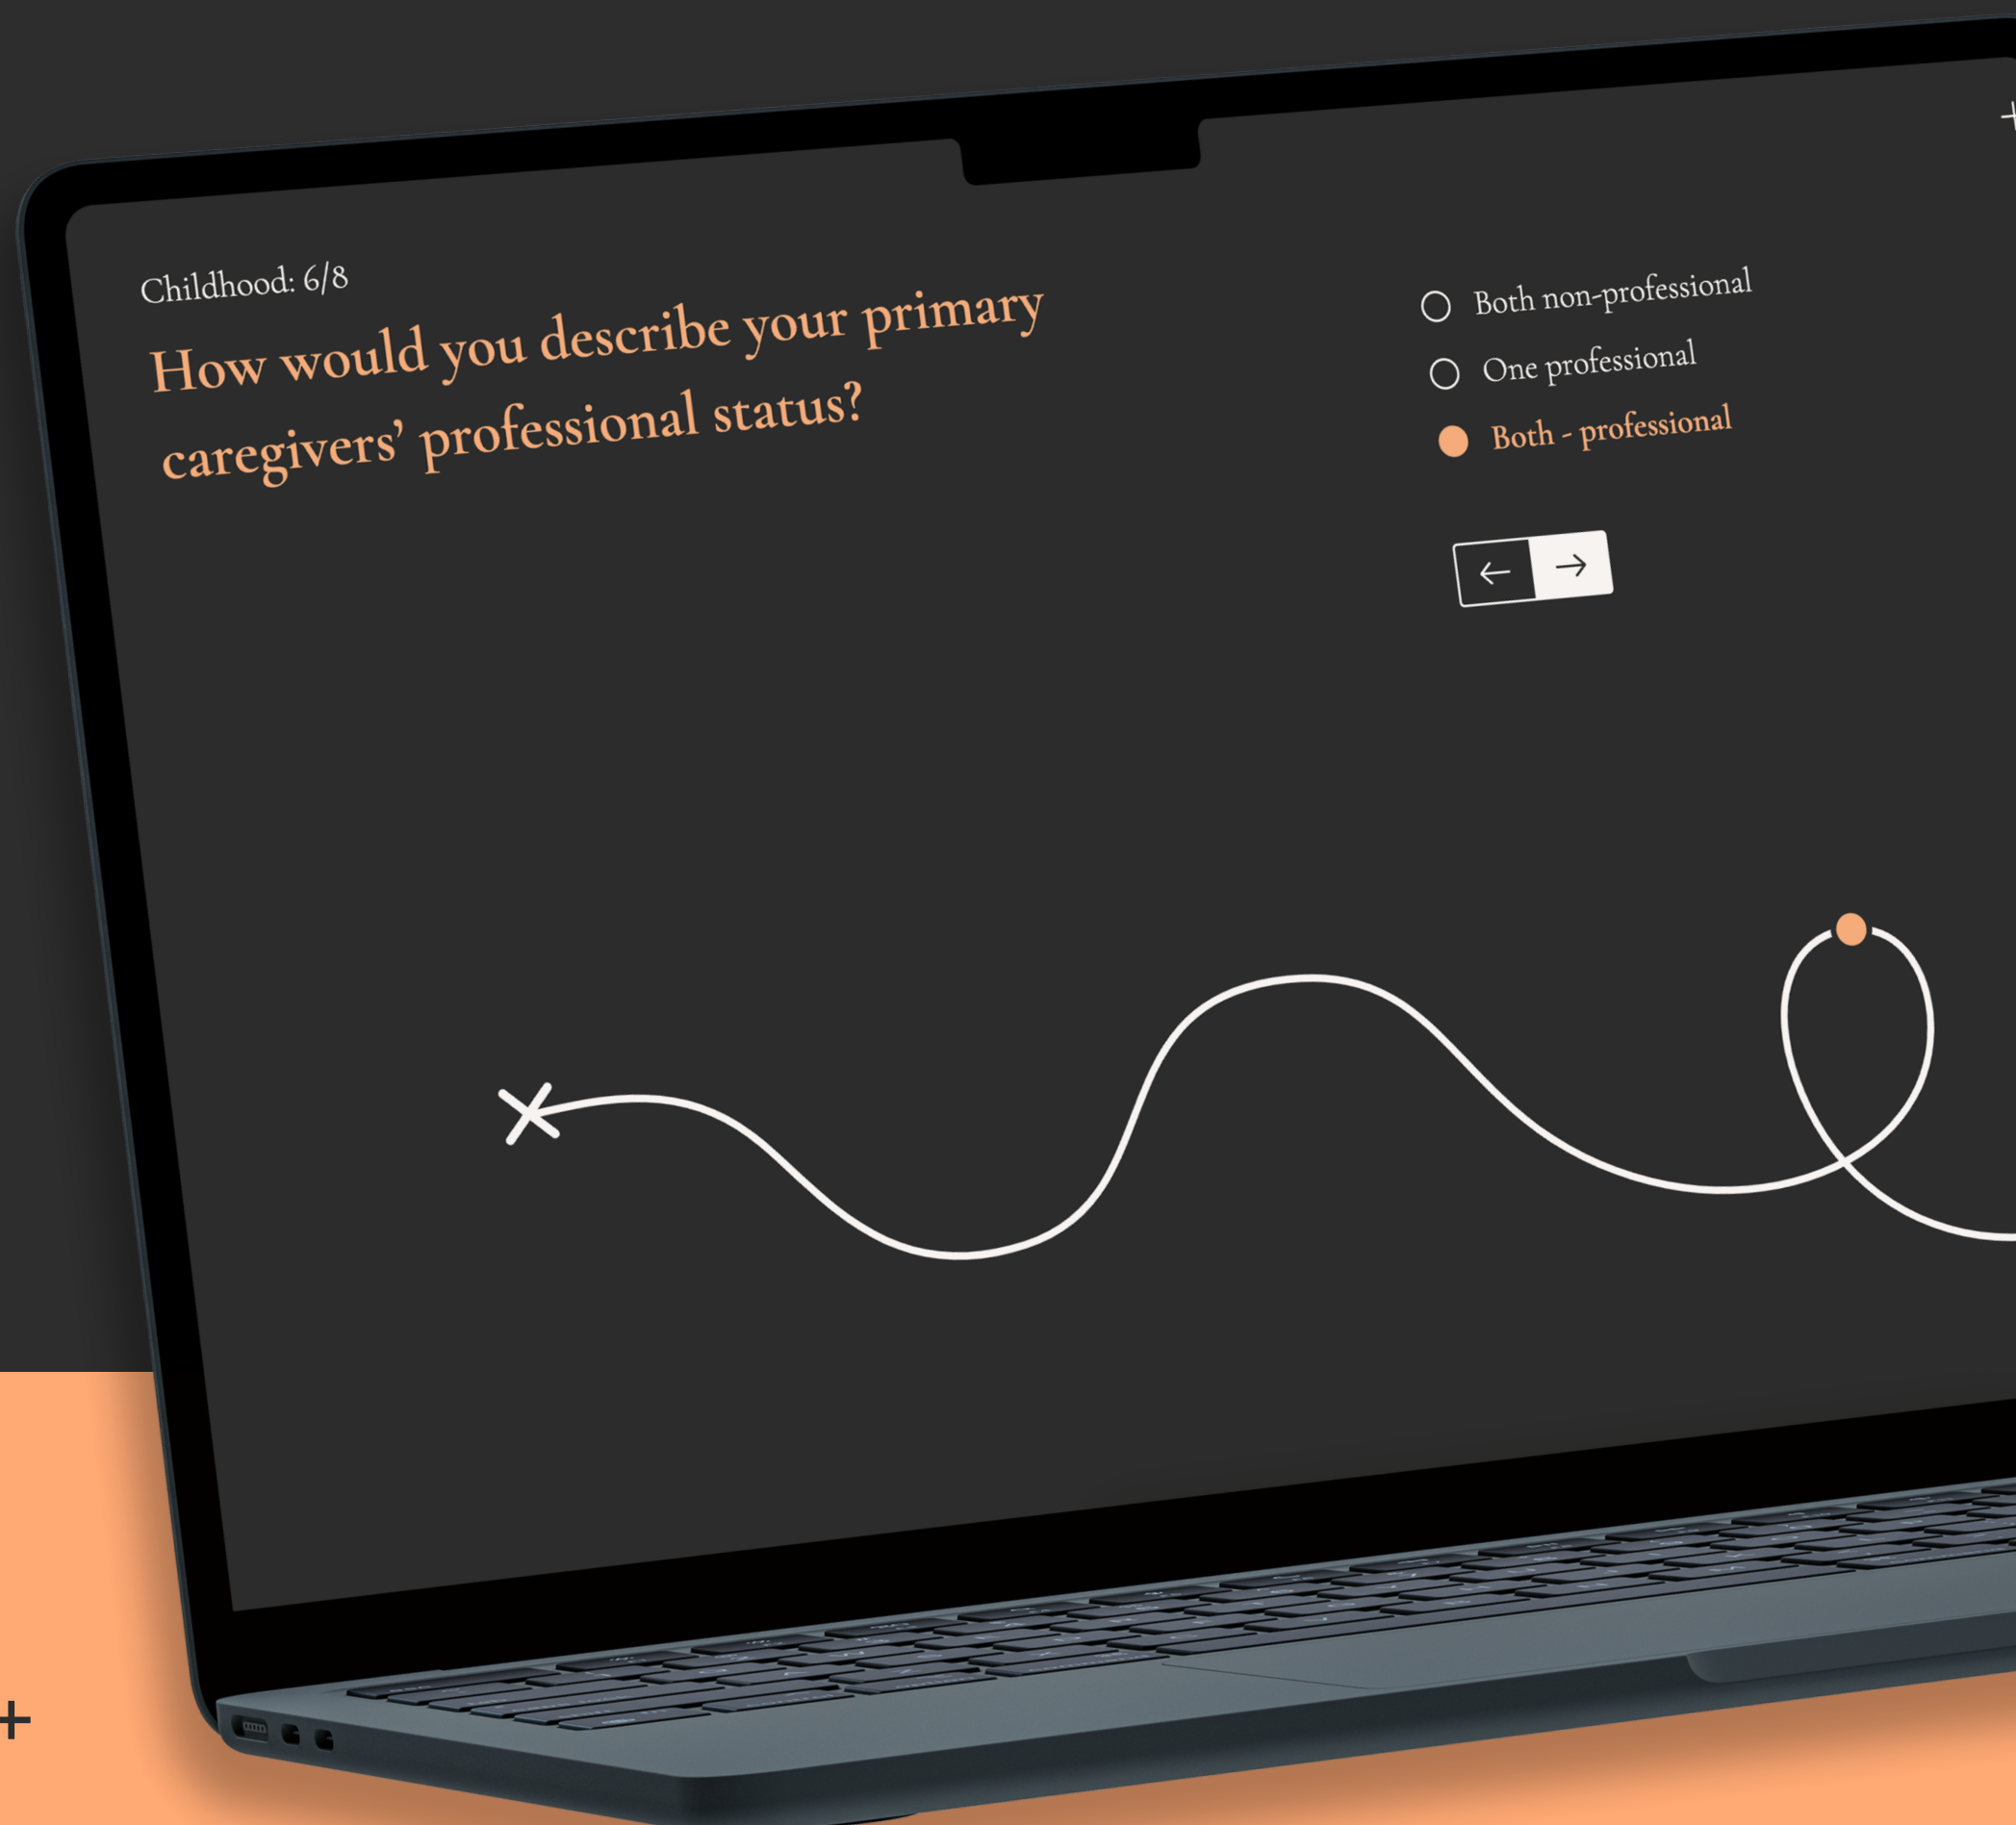 Childhood: 6/8
How would you describe your primary
caregivers’ professional status?
Both non-professional
One professional
Both - professional